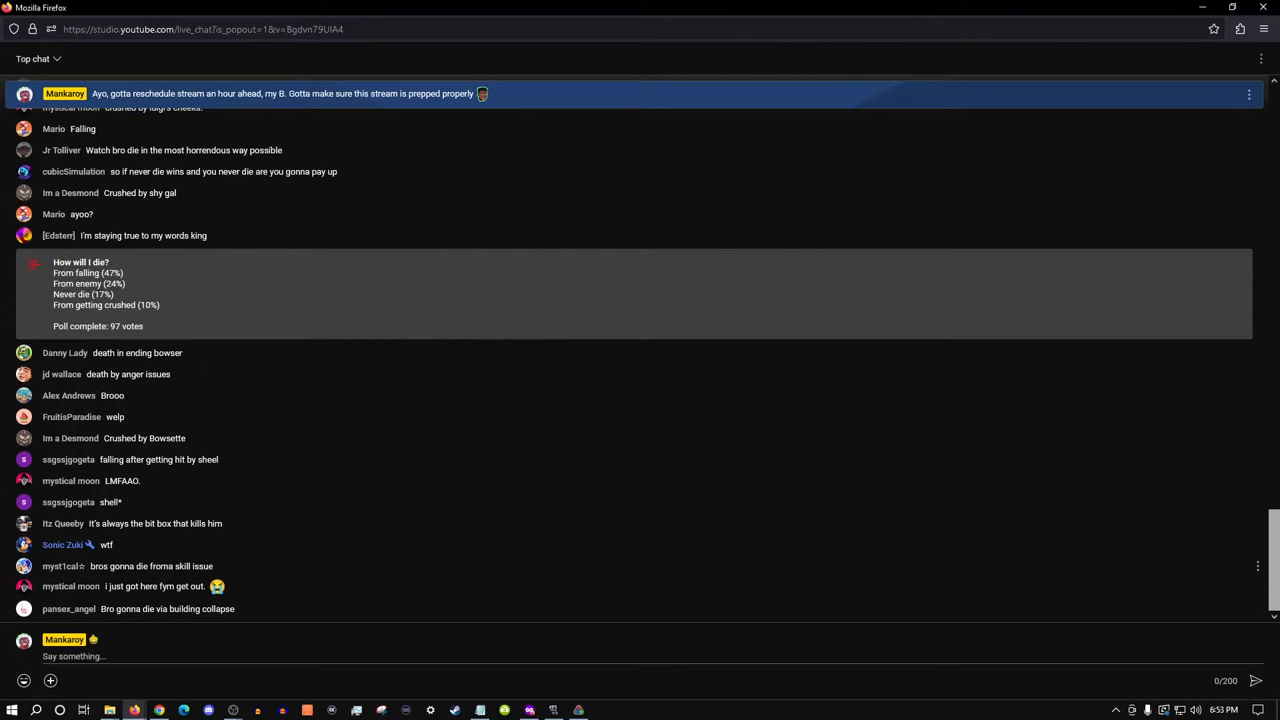 Mozilla Firefox
https://studio.youtube.com/live_chat?is_popout=1&v=Bgdvn79UIA4
Top chat
Mankaroy Ayo, gotta reschedule stream an hour ahead, my B. Gotta make sure this stream is prepped properly
mystical moon crushed by luigi's cheeks.
Mario Falling
Jr Tolliver Watch bro die in the most horrendous way possible
cubicSimulation so if never die wins and you never die are you gonna pay up
Im a Desmond Crushed by shy gal
Mario ayoo?
[Edsterr] I'm staying true to my words king
How will I die?
From falling (47%)
From enemy (24%)
Never die (17%)
From getting crushed (10%)
Poll complete: 97 votes
Danny Lady death in ending bowser
jd wallace death by anger issues
Alex Andrews Brooo
FruitisParadise welp
Im a Desmond Crushed by Bowsette
s ssgssjgogeta falling after getting hit by sheel
mystical moon LMFAAO.
s ssgssjgogeta shell*
Itz Queeby It's always the bit box that kills him
Sonic Zuki wtf
myst1cal☆ bros gonna die froma skill issue
mystical moon i just got here fym get out. 😭
pansex_angel Bro gonna die via building collapse
Mankaroy
Say something...
0/200
6:53 PM